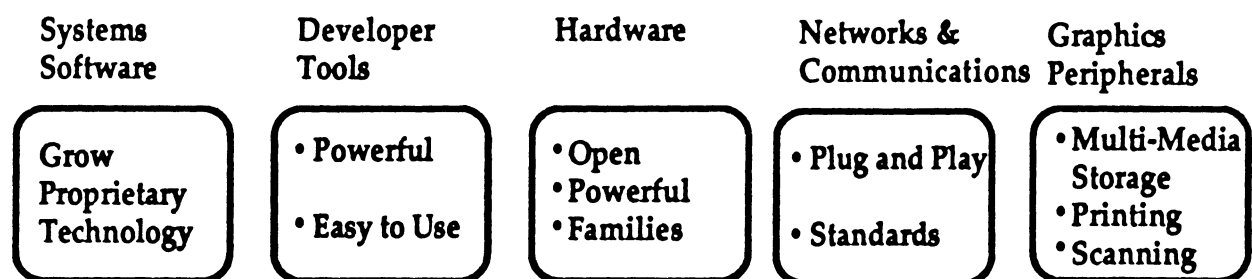 Systems
Software
Grow
Proprietary
Technology
Developer
Tools
• Powerful
• Easy to Use
Hardware
• Open
• Powerful
• Families
Networks &
Communications
• Plug and Play
• Standards
Graphics
Peripherals
• Multi-Media
Storage
• Printing
• Scanning